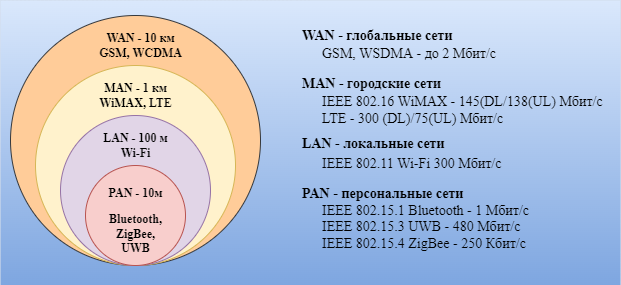 WAN - 10 км
GSM, WCDMA
MAN - 1 км
WiMAX, LTE
LAN - 100 м
Wi-Fi
PAN - 10м
Bluetooth,
ZigBee,
UWB
WAN - глобальные сети
GSM, WSDMA - до 2 Мбит/с
MAN - городские сети
IEEE 802.16 WiMAX - 145(DL/138(UL) Мбит/с
LTE - 300 (DL)/75(UL) Мбит/с
LAN - локальные сети
IEEE 802.11 Wi-Fi 300 Мбит/с
PAN - персональные сети
IEEE 802.15.1 Bluetooth - 1 Мбит/с
IEEE 802.15.3 UWB - 480 Мбит/с
IEEE 802.15.4 ZigBee - 250 Кбит/с